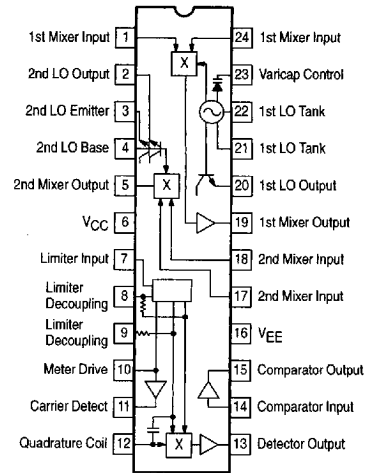 1st Mixer Input 1 24 1st Mixer Input
X
2nd LO Output 2 23 Varicap Control
2nd LO Emitter 3 22 1st LO Tank
2nd LO Base 4 21 1st LO Tank
2nd Mixer Output 5 X 20 1st LO Output
VCC 6 19 1st Mixer Output
Limiter Input 7 18 2nd Mixer Input
Limiter
Decoupling 8 17 2nd Mixer Input
Limiter
Decoupling 9 16 VEE
Meter Drive 10 15 Comparator Output
Carrier Detect 11 14 Comparator Input
Quadrature Coil 12 X 13 Detector Output